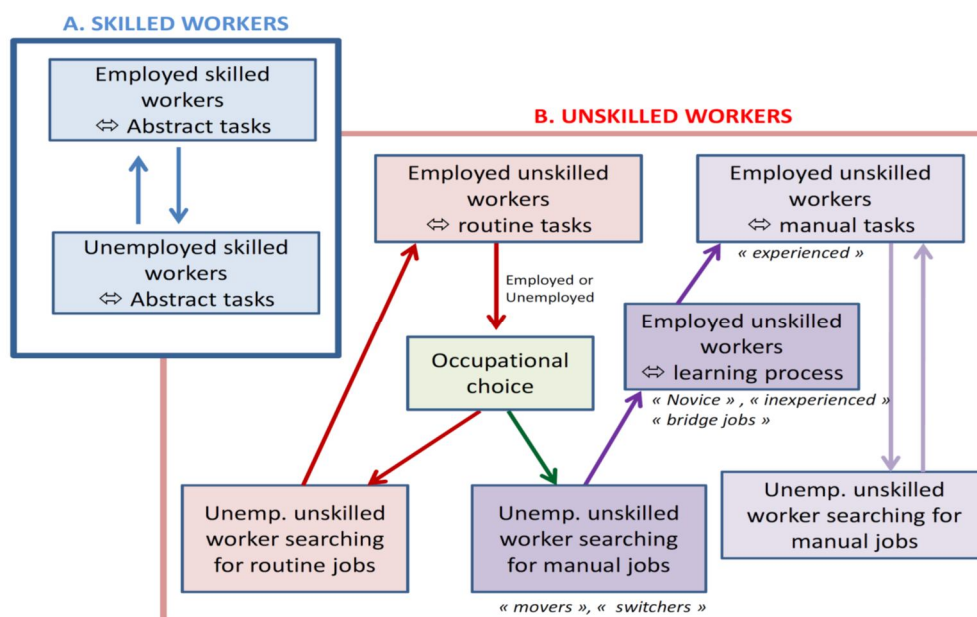 A. SKILLED WORKERS
Employed skilled
workers
⇔ Abstract tasks
Unemployed skilled
workers
⇔ Abstract tasks
B. UNSKILLED WORKERS
Employed unskilled
workers
⇔ routine tasks
Employed unskilled
workers
⇔ manual tasks
« experienced »
Employed or
Unemployed
Employed unskilled
workers
⇔ learning process
« Novice » , « inexperienced »
« bridge jobs »
Occupational
choice
Unemp. unskilled
worker searching
for routine jobs
Unemp. unskilled
worker searching
for manual jobs
« movers », « switchers »
Unemp. unskilled
worker searching for
manual jobs